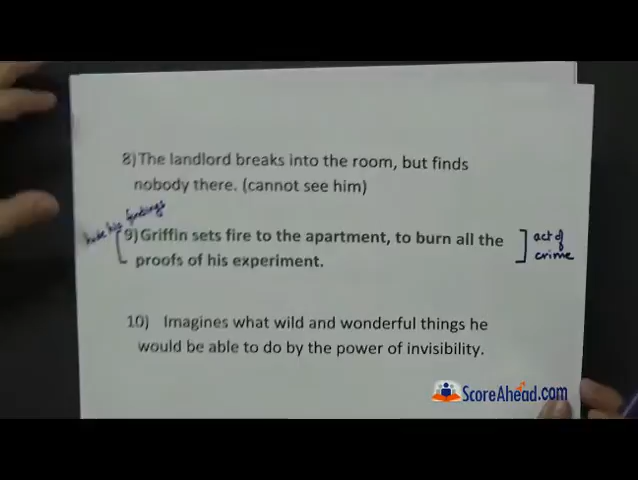 8) The landlord breaks into the room, but finds
nobody there. (cannot see him)
hide his findings
9) Griffin sets fire to the apartment, to burn all the
proofs of his experiment.
act of
crime
10) Imagines what wild and wonderful things he
would be able to do by the power of invisibility.
ScoreAhead.com